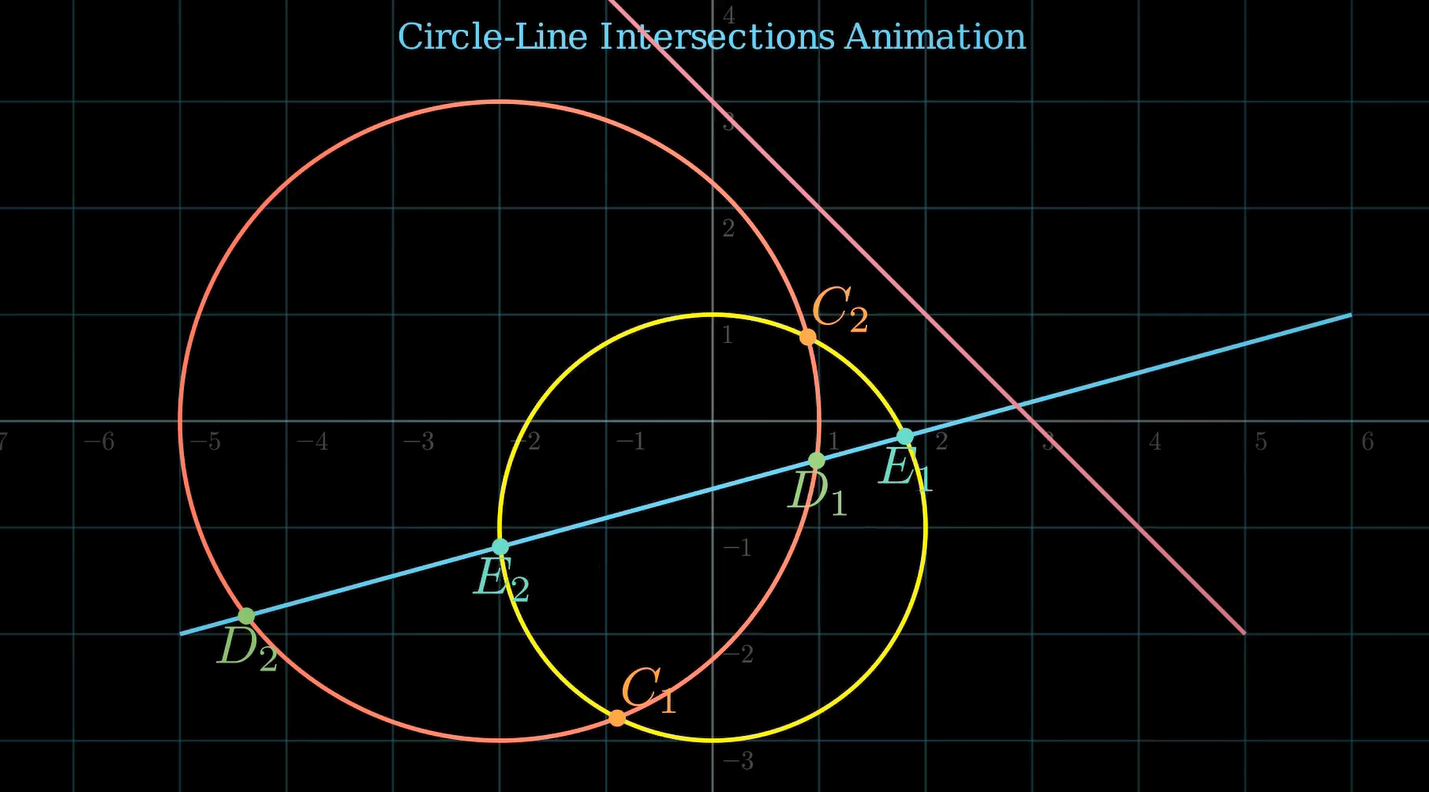 4
Circle-Line Intersections Animation
3
2
C₂
1
7 −6 −5 −4 −3 −2 −1 1 2 3 4 5 6
E₁
D₁
−1
E₂
D₂
−2
C₁
−3